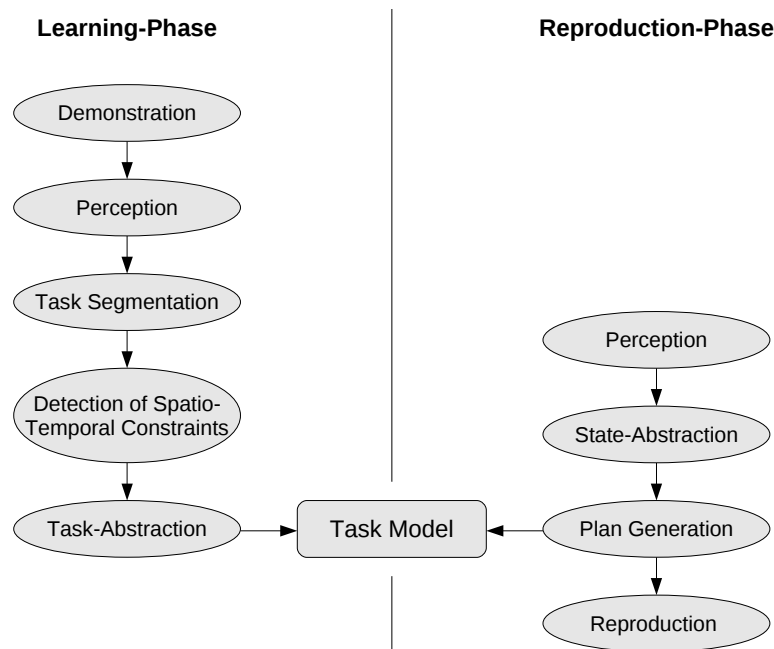 Learning-Phase
Demonstration
Perception
Task Segmentation
Detection of Spatio-
Temporal Constraints
Task-Abstraction
Task Model
Reproduction-Phase
Perception
State-Abstraction
Plan Generation
Reproduction